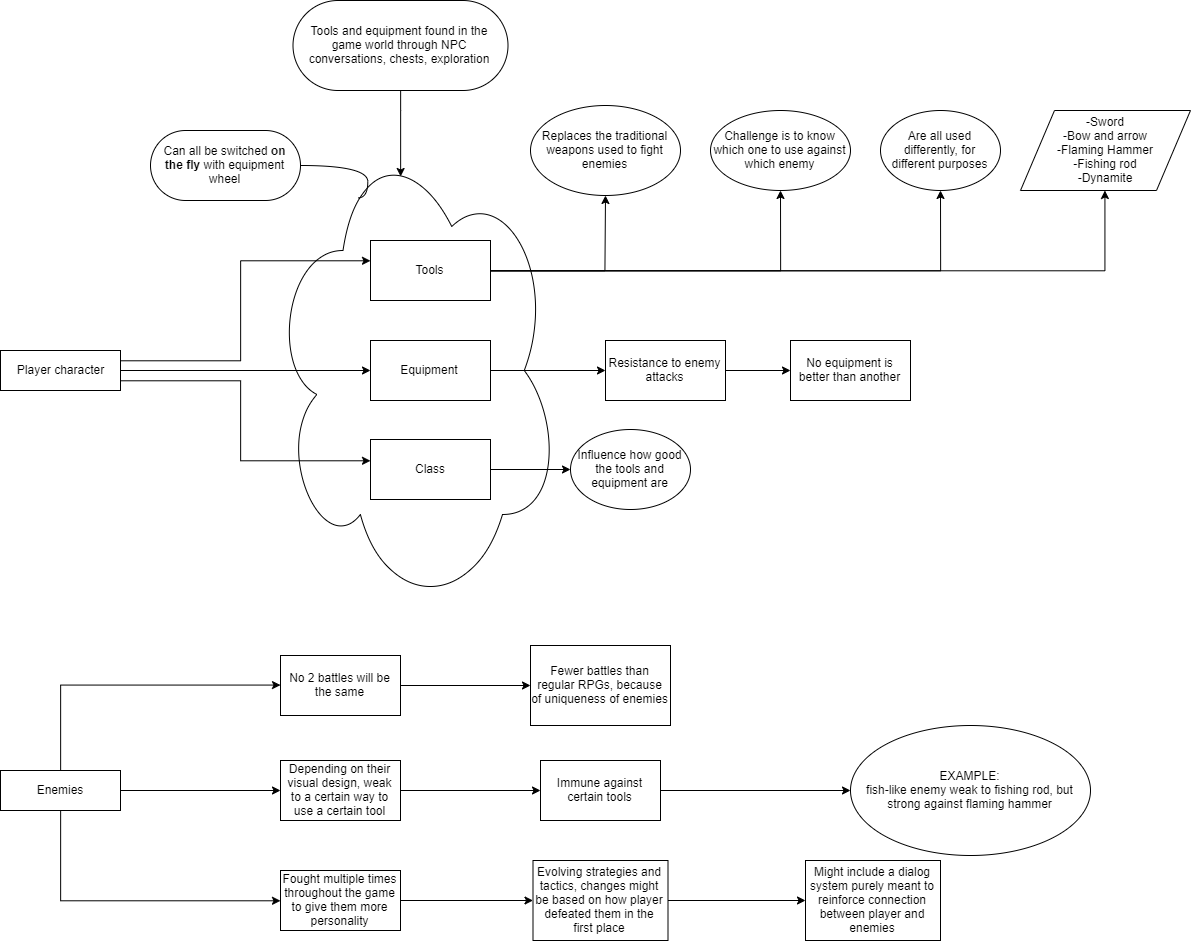 Tools and equipment found in the
game world through NPC
conversations, chests, exploration
Can all be switched on
the fly with equipment
wheel
Replaces the traditional
weapons used to fight
enemies
Challenge is to know
which one to use against
which enemy
Are all used
differently, for
different purposes
-Sword
-Bow and arrow
-Flaming Hammer
-Fishing rod
-Dynamite
Tools
Player character
Equipment
Resistance to enemy
attacks
No equipment is
better than another
Class
Influence how good
the tools and
equipment are
No 2 battles will be
the same
Fewer battles than
regular RPGs, because
of uniqueness of enemies
Enemies
Depending on their
visual design, weak
to a certain way to
use a certain tool
Immune against
certain tools
EXAMPLE:
fish-like enemy weak to fishing rod, but
strong against flaming hammer
Fought multiple times
throughout the game
to give them more
personality
Evolving strategies and
tactics, changes might
be based on how player
defeated them in the
first place
Might include a dialog
system purely meant to
reinforce connection
between player and
enemies